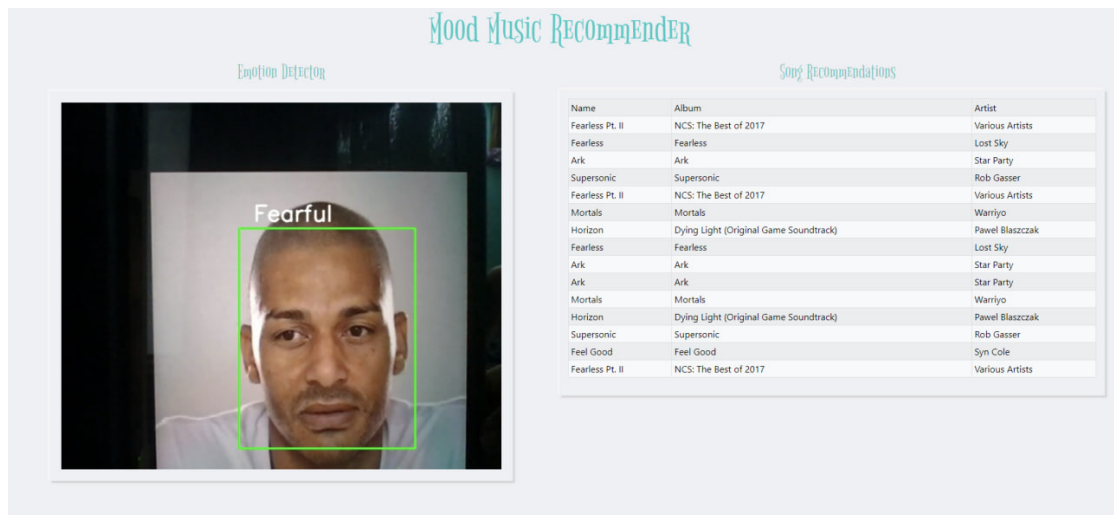 Mood Music Recommender
Emotion Detector
Fearful
Song Recommendations
Name Album Artist
Fearless Pt. II NCS: The Best of 2017 Various Artists
Fearless Fearless Lost Sky
Ark Ark Star Party
Supersonic Supersonic Rob Gasser
Fearless Pt. II NCS: The Best of 2017 Various Artists
Mortals Mortals Warriyo
Horizon Dying Light (Original Game Soundtrack) Pawel Blaszczak
Fearless Fearless Lost Sky
Ark Ark Star Party
Ark Ark Star Party
Mortals Mortals Warriyo
Horizon Dying Light (Original Game Soundtrack) Pawel Blaszczak
Supersonic Supersonic Rob Gasser
Feel Good Feel Good Syn Cole
Fearless Pt. II NCS: The Best of 2017 Various Artists